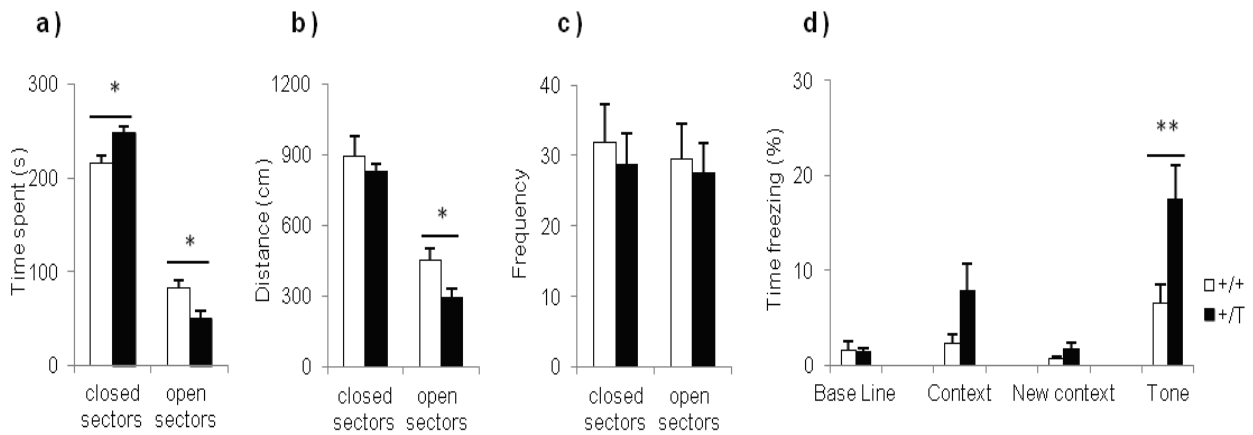 a)
Time spent (s)
300
200
100
0
*
*
closed sectors
open sectors
b)
Distance (cm)
1200
900
600
300
0
*
closed sectors
open sectors
c)
Frequency
40
30
20
10
0
closed sectors
open sectors
d)
Time freezing (%)
30
20
10
0
**
Base Line
Context
New context
Tone
+/+
+/T